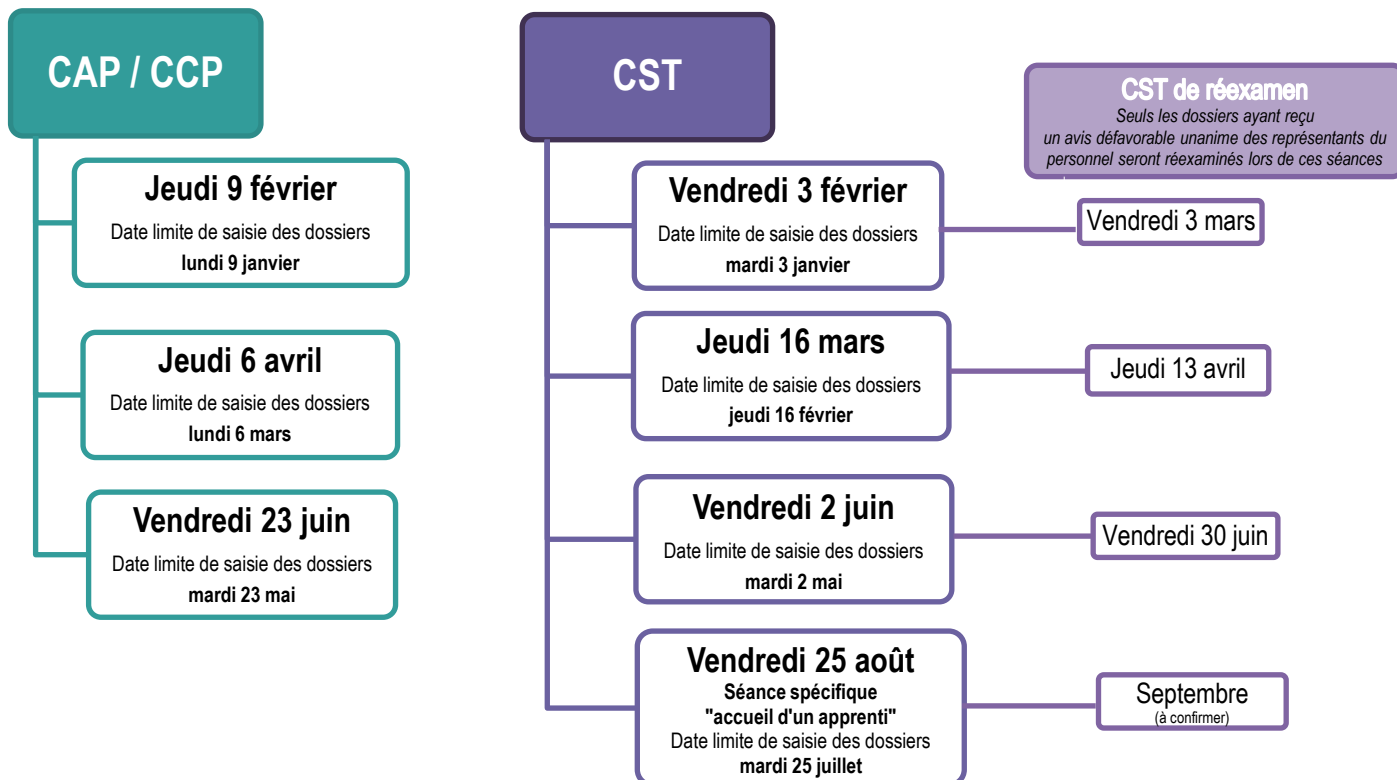 CAP / CCP
Jeudi 9 février
Date limite de saisie des dossiers
lundi 9 janvier
Jeudi 6 avril
Date limite de saisie des dossiers
lundi 6 mars
Vendredi 23 juin
Date limite de saisie des dossiers
mardi 23 mai
CST
Vendredi 3 février
Date limite de saisie des dossiers
mardi 3 janvier
Jeudi 16 mars
Date limite de saisie des dossiers
jeudi 16 février
Vendredi 2 juin
Date limite de saisie des dossiers
mardi 2 mai
Vendredi 25 août
Séance spécifique
"accueil d'un apprenti"
Date limite de saisie des dossiers
mardi 25 juillet
CST de réexamen
Seuls les dossiers ayant reçu
un avis défavorable unanime des représentants du
personnel seront réexaminés lors de ces séances
Vendredi 3 mars
Jeudi 13 avril
Vendredi 30 juin
Septembre
(à confirmer)